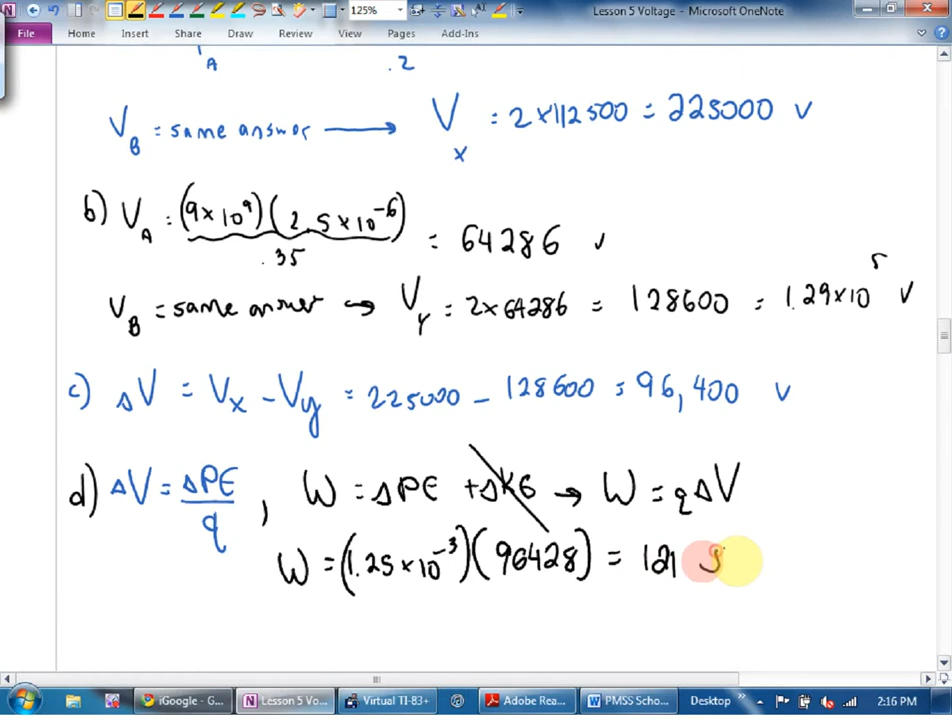 125%
Lesson 5 Voltage - Microsoft OneNote
File Home Insert Share Draw Review View Pages Add-Ins
A .2
V_B = same answer → V_x = 2×112500 = 225000 V
b) V_A = (9×10^9)(2.5×10^-6) / .35 = 64286 V
V_B = same answer → V_y = 2×64286 = 128600 = 1.29×10^5 V
c) ΔV = V_x - V_y = 225000 - 128600 = 96,400 V
d) ΔV = ΔPE / q , W = ΔPE + ΔKE → W = qΔV
W = (1.25×10^-3)(96428) = 121 J
iGoogle - Google ... Lesson 5 Volta... Virtual TI-83+ Adobe Rea... PMSS Scho... Desktop 2:16 PM